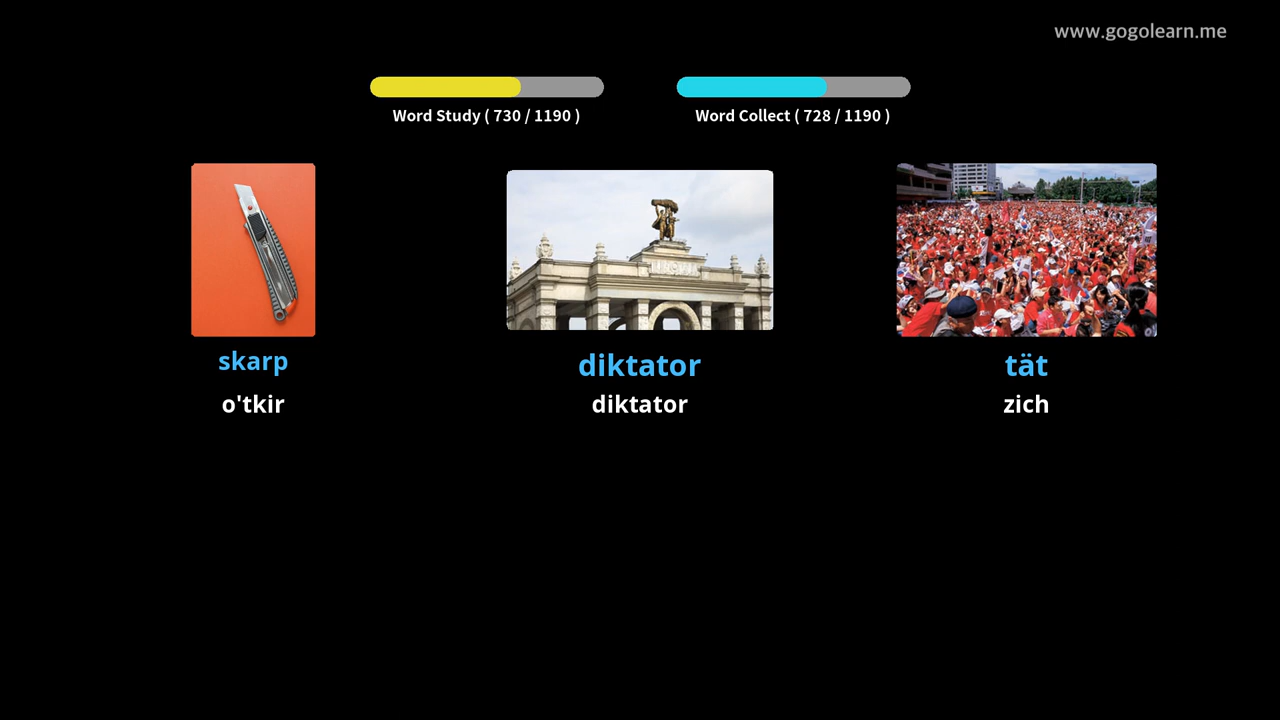 www.gogolearn.me
Word Study ( 730 / 1190 )
Word Collect ( 728 / 1190 )
skarp
diktator
tät
o'tkir
diktator
zich